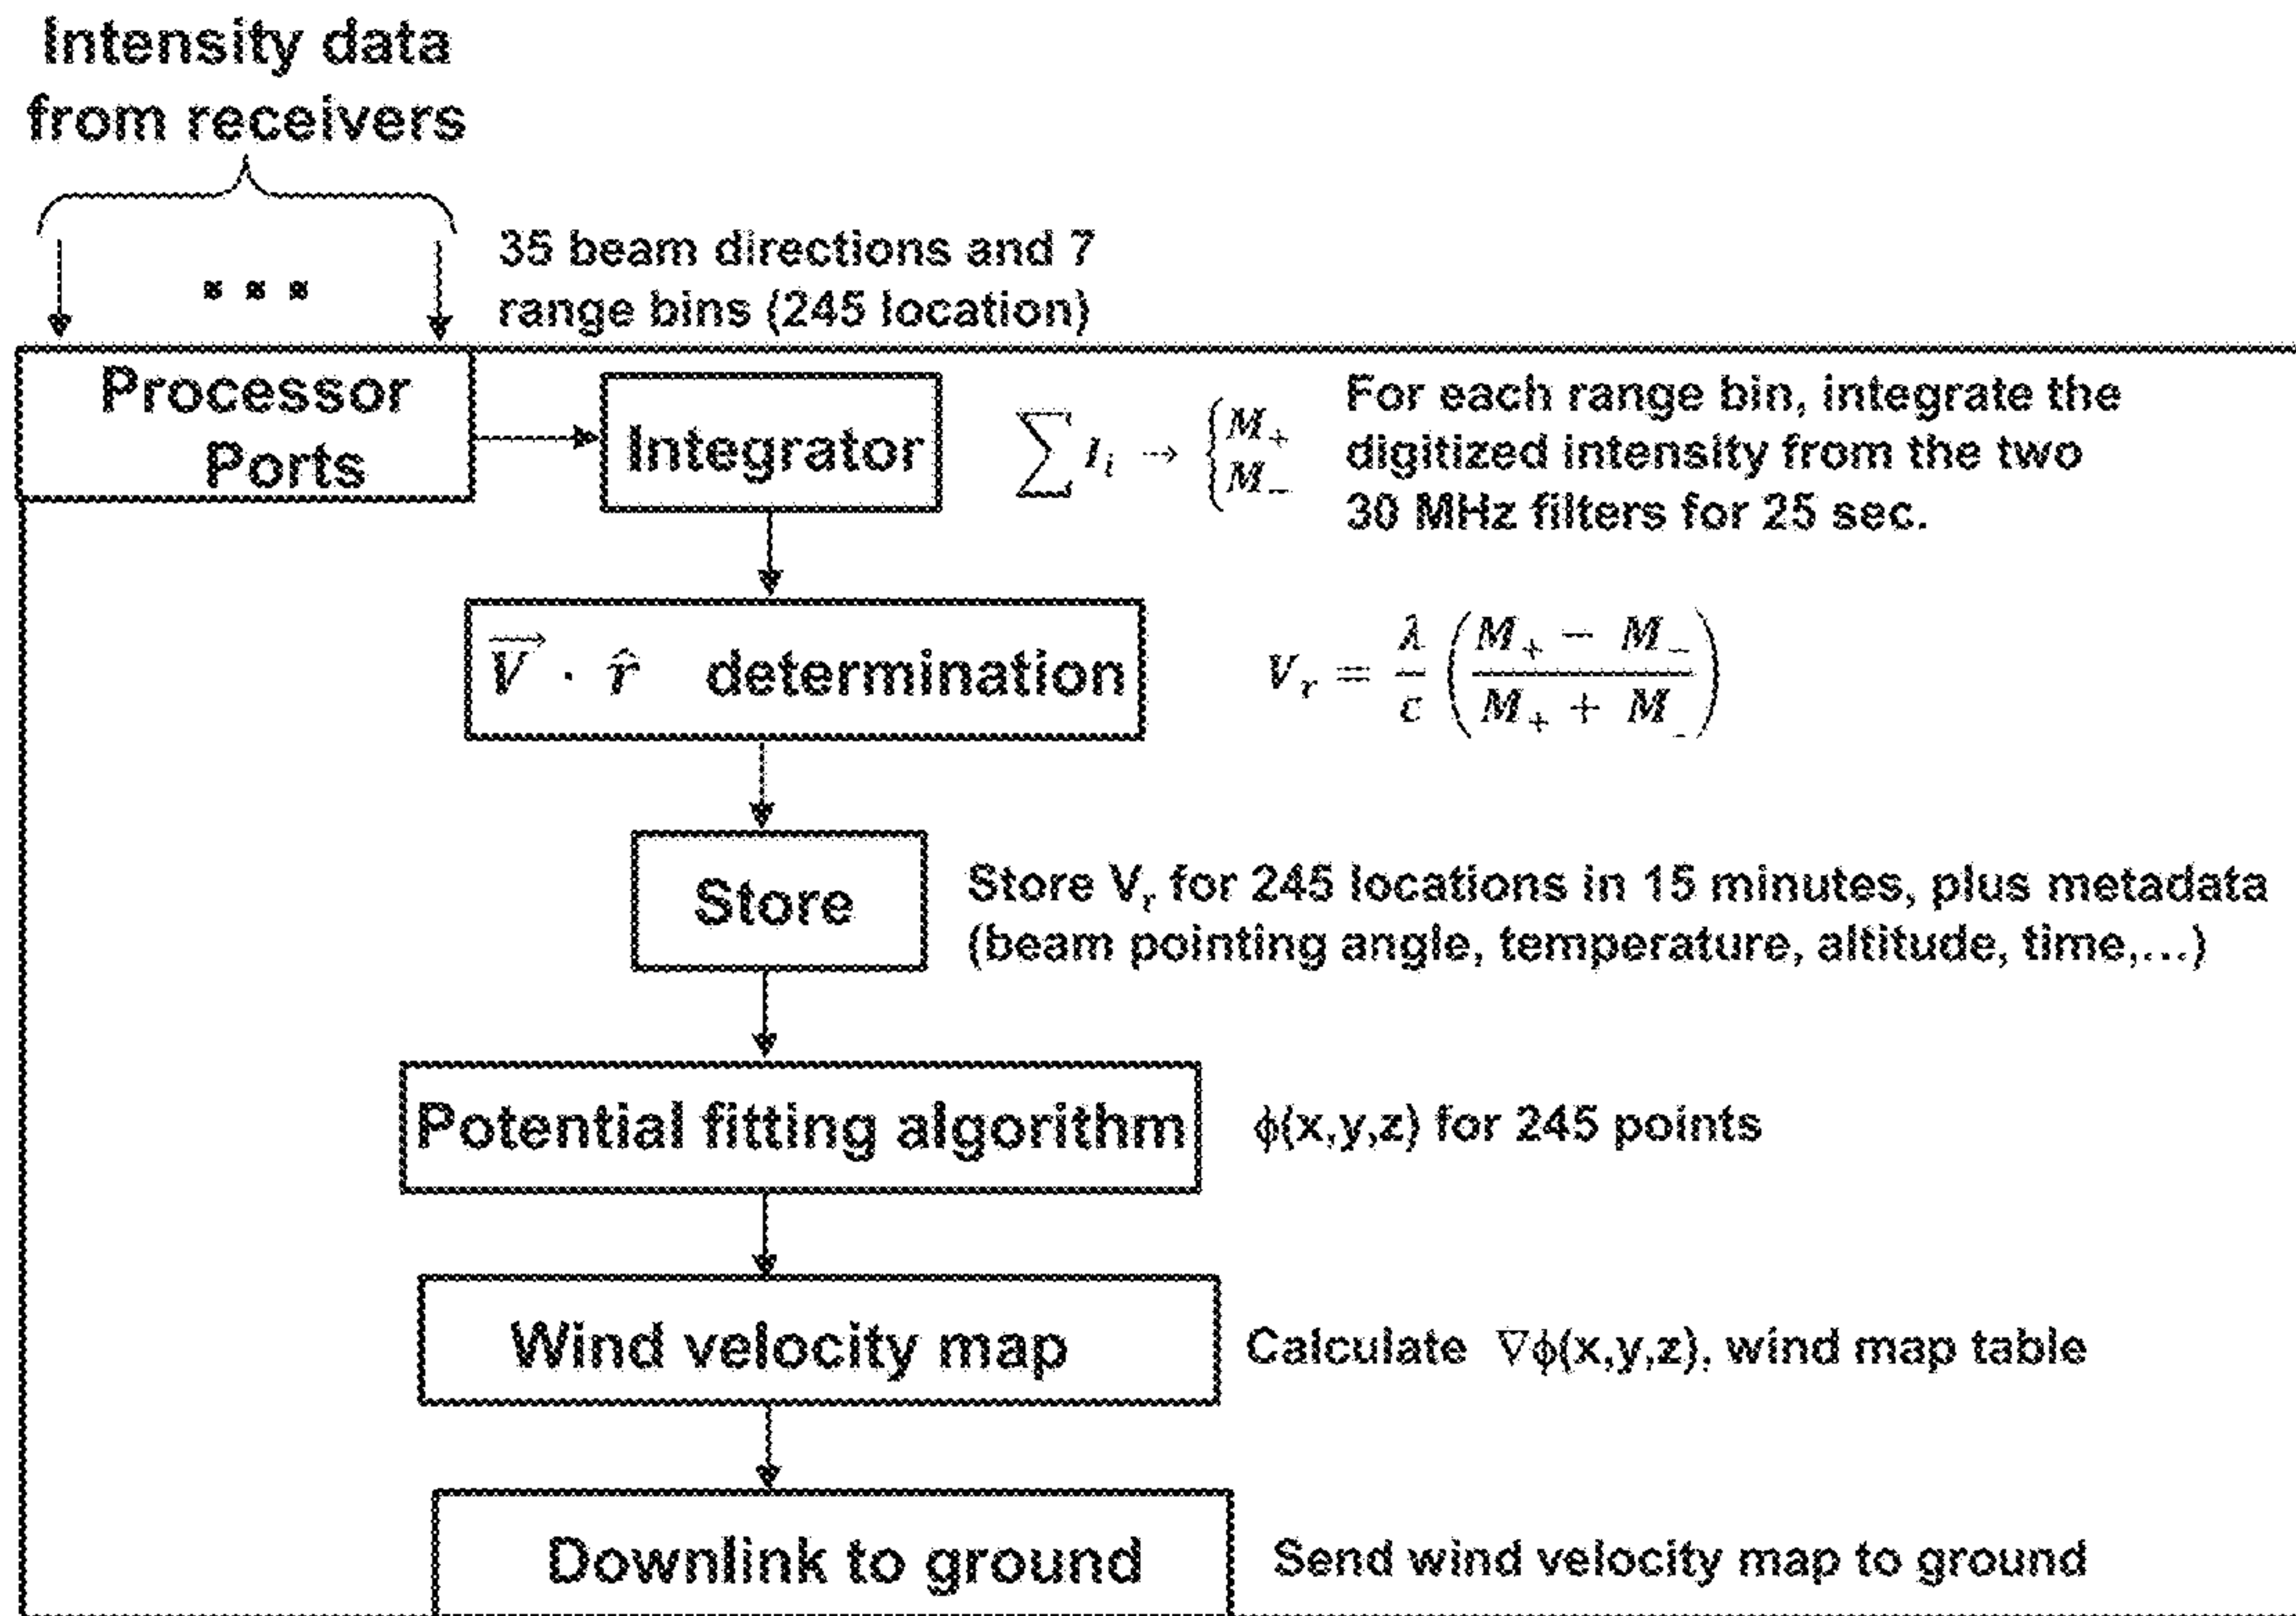 Intensity data
from receivers
35 beam directions and 7
range bins (245 location)
Processor
Ports
Integrator
∑ I_i → { M_+ M_-
For each range bin, integrate the
digitized intensity from the two
30 MHz filters for 25 sec.
V⃗ · r̂ determination
V_r = λ/c ( (M_+ − M_-) / (M_+ + M_-) )
Store
Store V_r for 245 locations in 15 minutes, plus metadata
(beam pointing angle, temperature, altitude, time,...)
Potential fitting algorithm
ϕ(x,y,z) for 245 points
Wind velocity map
Calculate ∇ϕ(x,y,z), wind map table
Downlink to ground
Send wind velocity map to ground